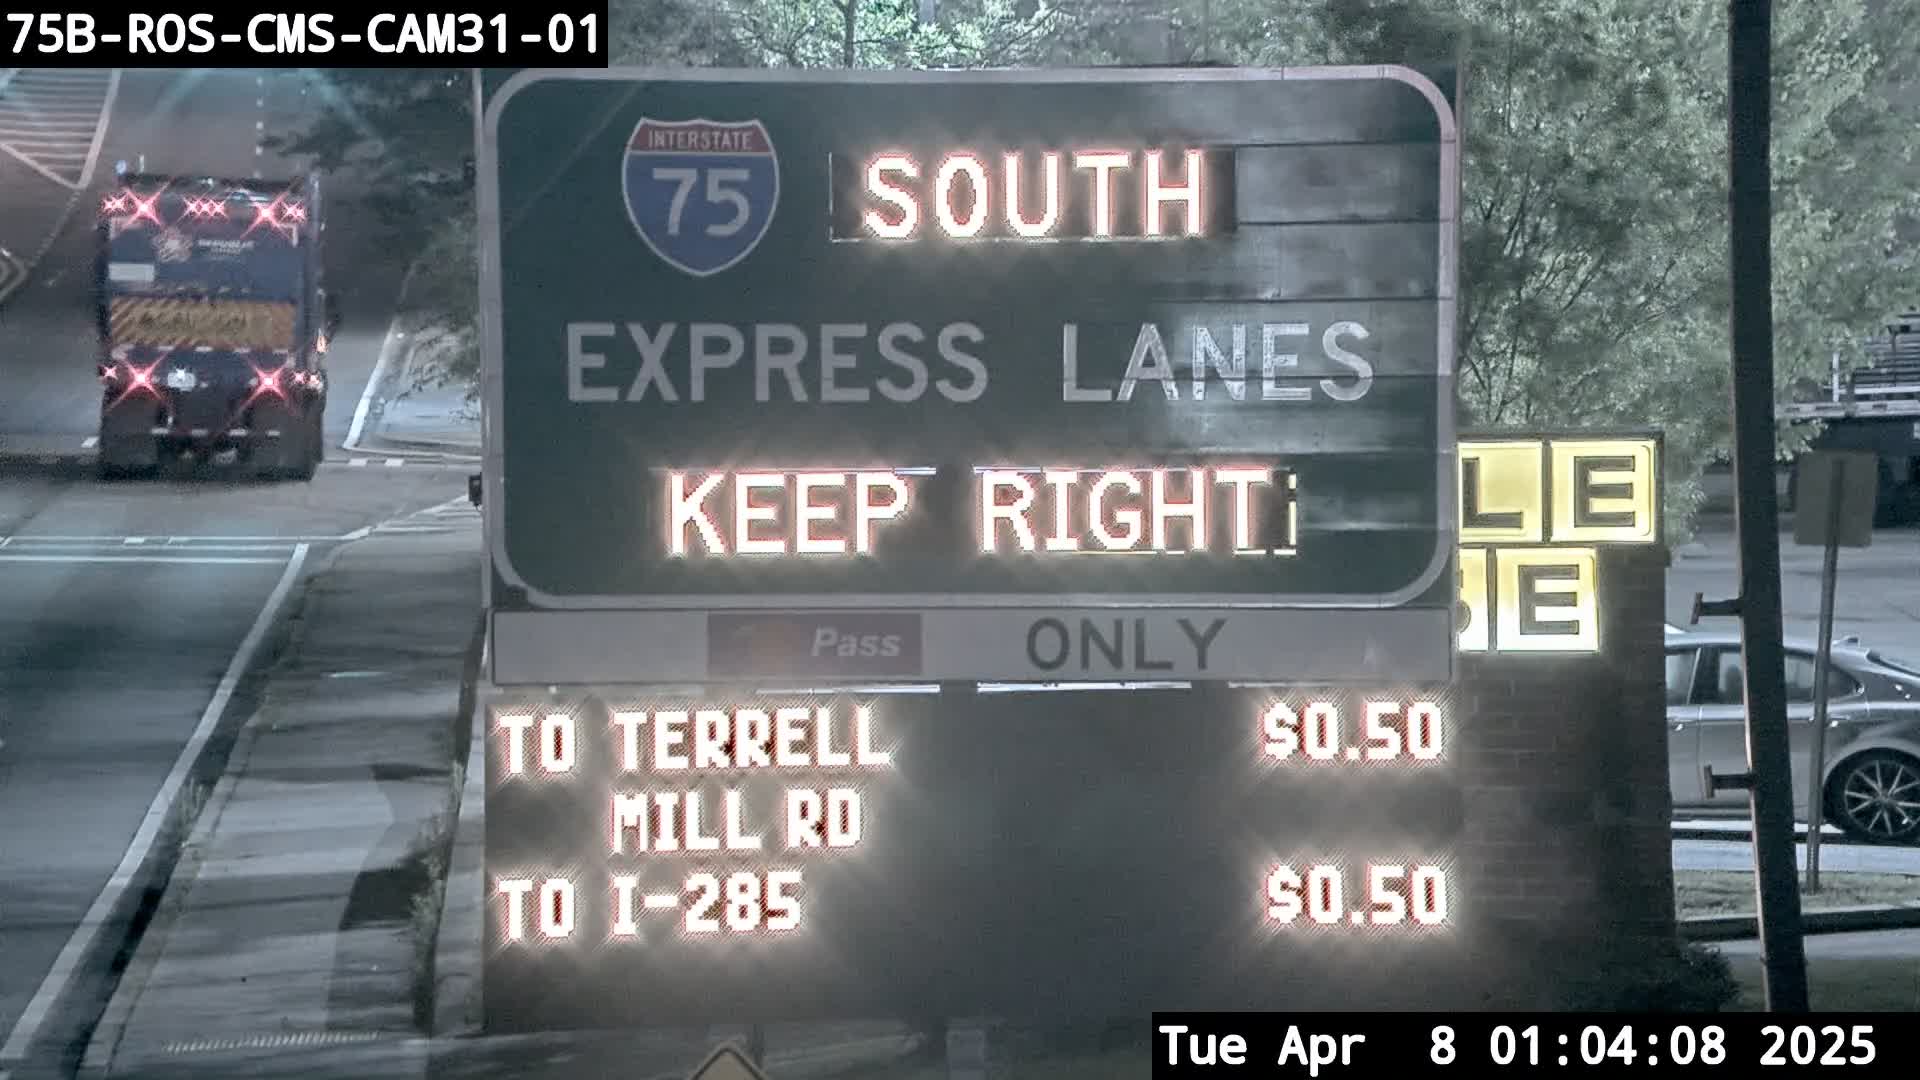 75B-ROS-CMS-CAM31-01
INTERSTATE
75
SOUTH
EXPRESS LANES
KEEP RIGHT
Pass ONLY
TO TERRELL $0.50
MILL RD
TO I-285 $0.50
LE
E
Tue Apr 8 01:04:08 2025